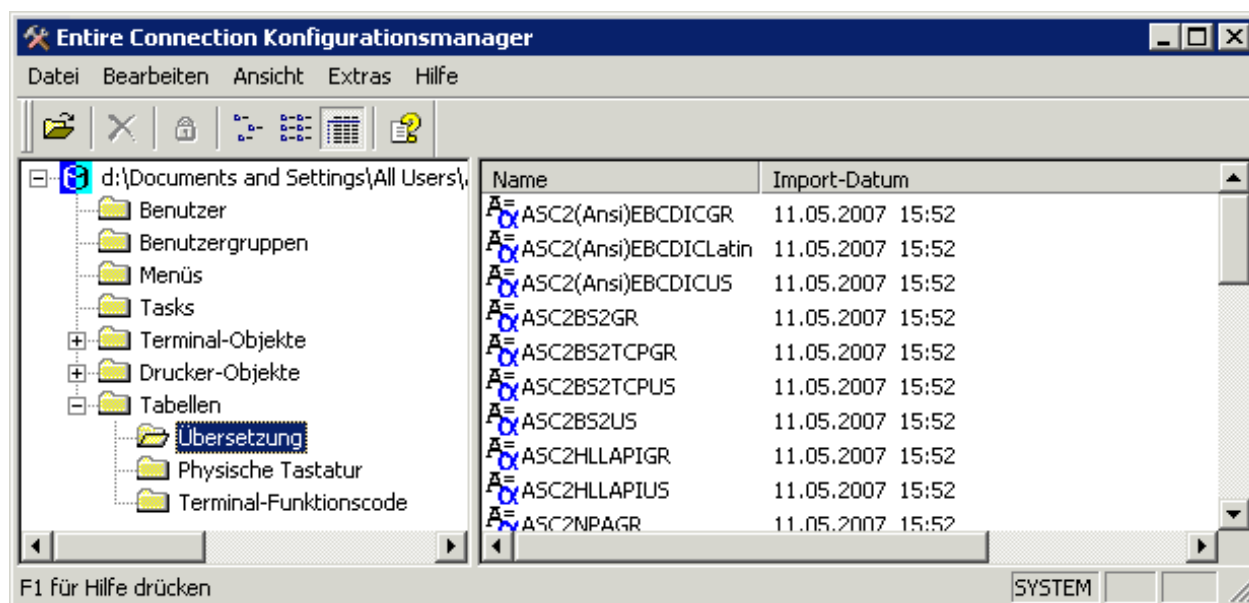 Entire Connection Konfigurationsmanager
Datei Bearbeiten Ansicht Extras Hilfe
d:\Documents and Settings\All Users\
Benutzer
Benutzergruppen
Menüs
Tasks
Terminal-Objekte
Drucker-Objekte
Tabellen
Übersetzung
Physische Tastatur
Terminal-Funktionscode
Name Import-Datum
ASC2(Ansi)EBCDICGR 11.05.2007 15:52
ASC2(Ansi)EBCDICLatin 11.05.2007 15:52
ASC2(Ansi)EBCDICUS 11.05.2007 15:52
ASC2BS2GR 11.05.2007 15:52
ASC2BS2TCPGR 11.05.2007 15:52
ASC2BS2TCPUS 11.05.2007 15:52
ASC2BS2US 11.05.2007 15:52
ASC2HLLAPIGR 11.05.2007 15:52
ASC2HLLAPIUS 11.05.2007 15:52
ASC2NPAGR 11.05.2007 15:52
F1 für Hilfe drücken SYSTEM